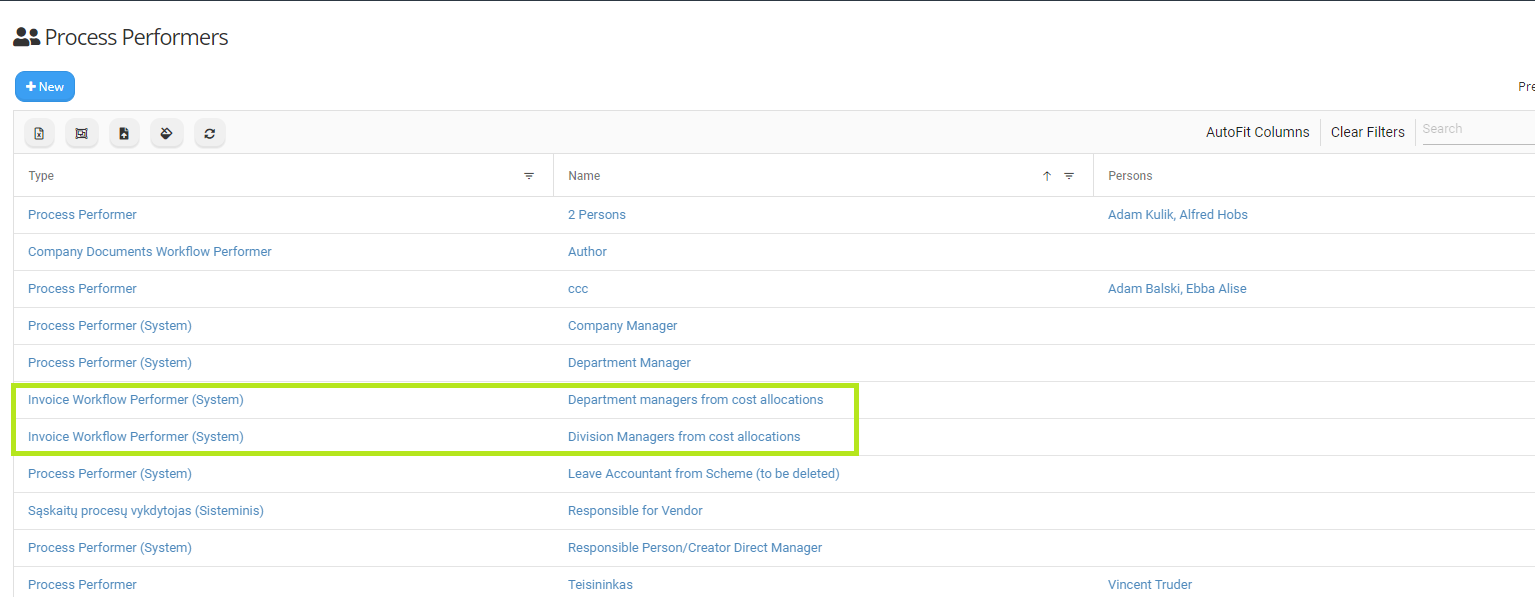 Process Performers
New
Pre
AutoFit Columns Clear Filters Search
Type Name Persons
Process Performer 2 Persons Adam Kulik, Alfred Hobs
Company Documents Workflow Performer Author
Process Performer ccc Adam Balski, Ebba Alise
Process Performer (System) Company Manager
Process Performer (System) Department Manager
Invoice Workflow Performer (System) Department managers from cost allocations
Invoice Workflow Performer (System) Division Managers from cost allocations
Process Performer (System) Leave Accountant from Scheme (to be deleted)
Sąskaitų procesų vykdytojas (Sisteminis) Responsible for Vendor
Process Performer (System) Responsible Person/Creator Direct Manager
Process Performer Teisininkas Vincent Truder